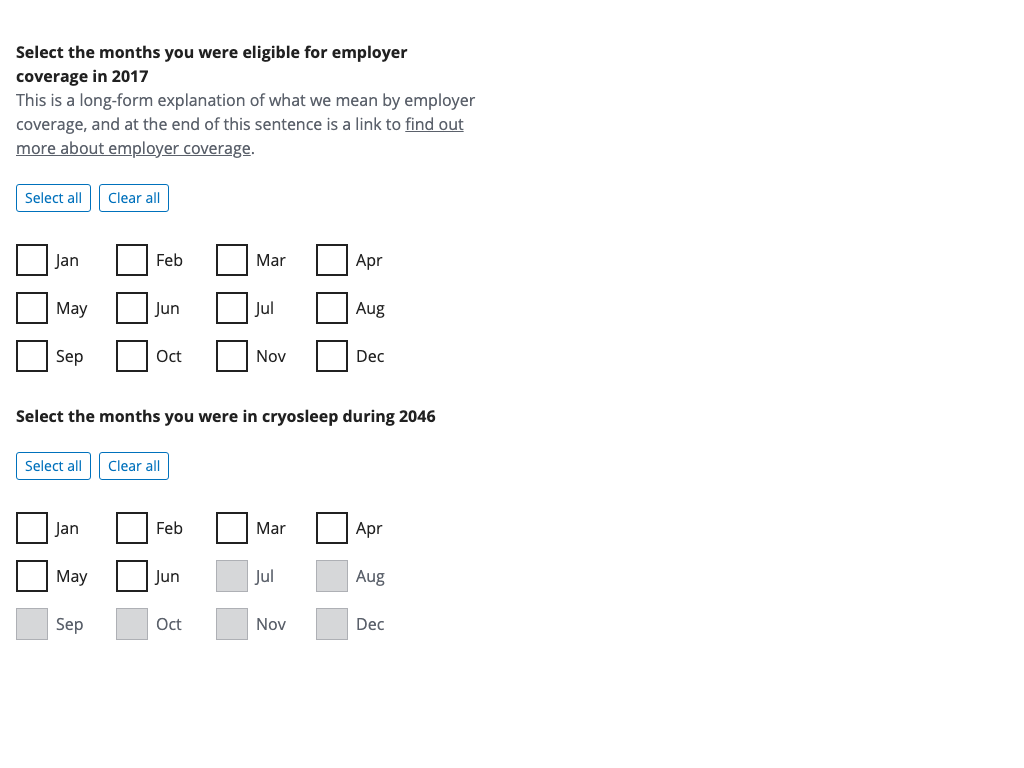 Select the months you were eligible for employer
coverage in 2017
This is a long-form explanation of what we mean by employer
coverage, and at the end of this sentence is a link to find out
more about employer coverage.
Select all Clear all
Jan Feb Mar Apr
May Jun Jul Aug
Sep Oct Nov Dec
Select the months you were in cryosleep during 2046
Select all Clear all
Jan Feb Mar Apr
May Jun Jul Aug
Sep Oct Nov Dec